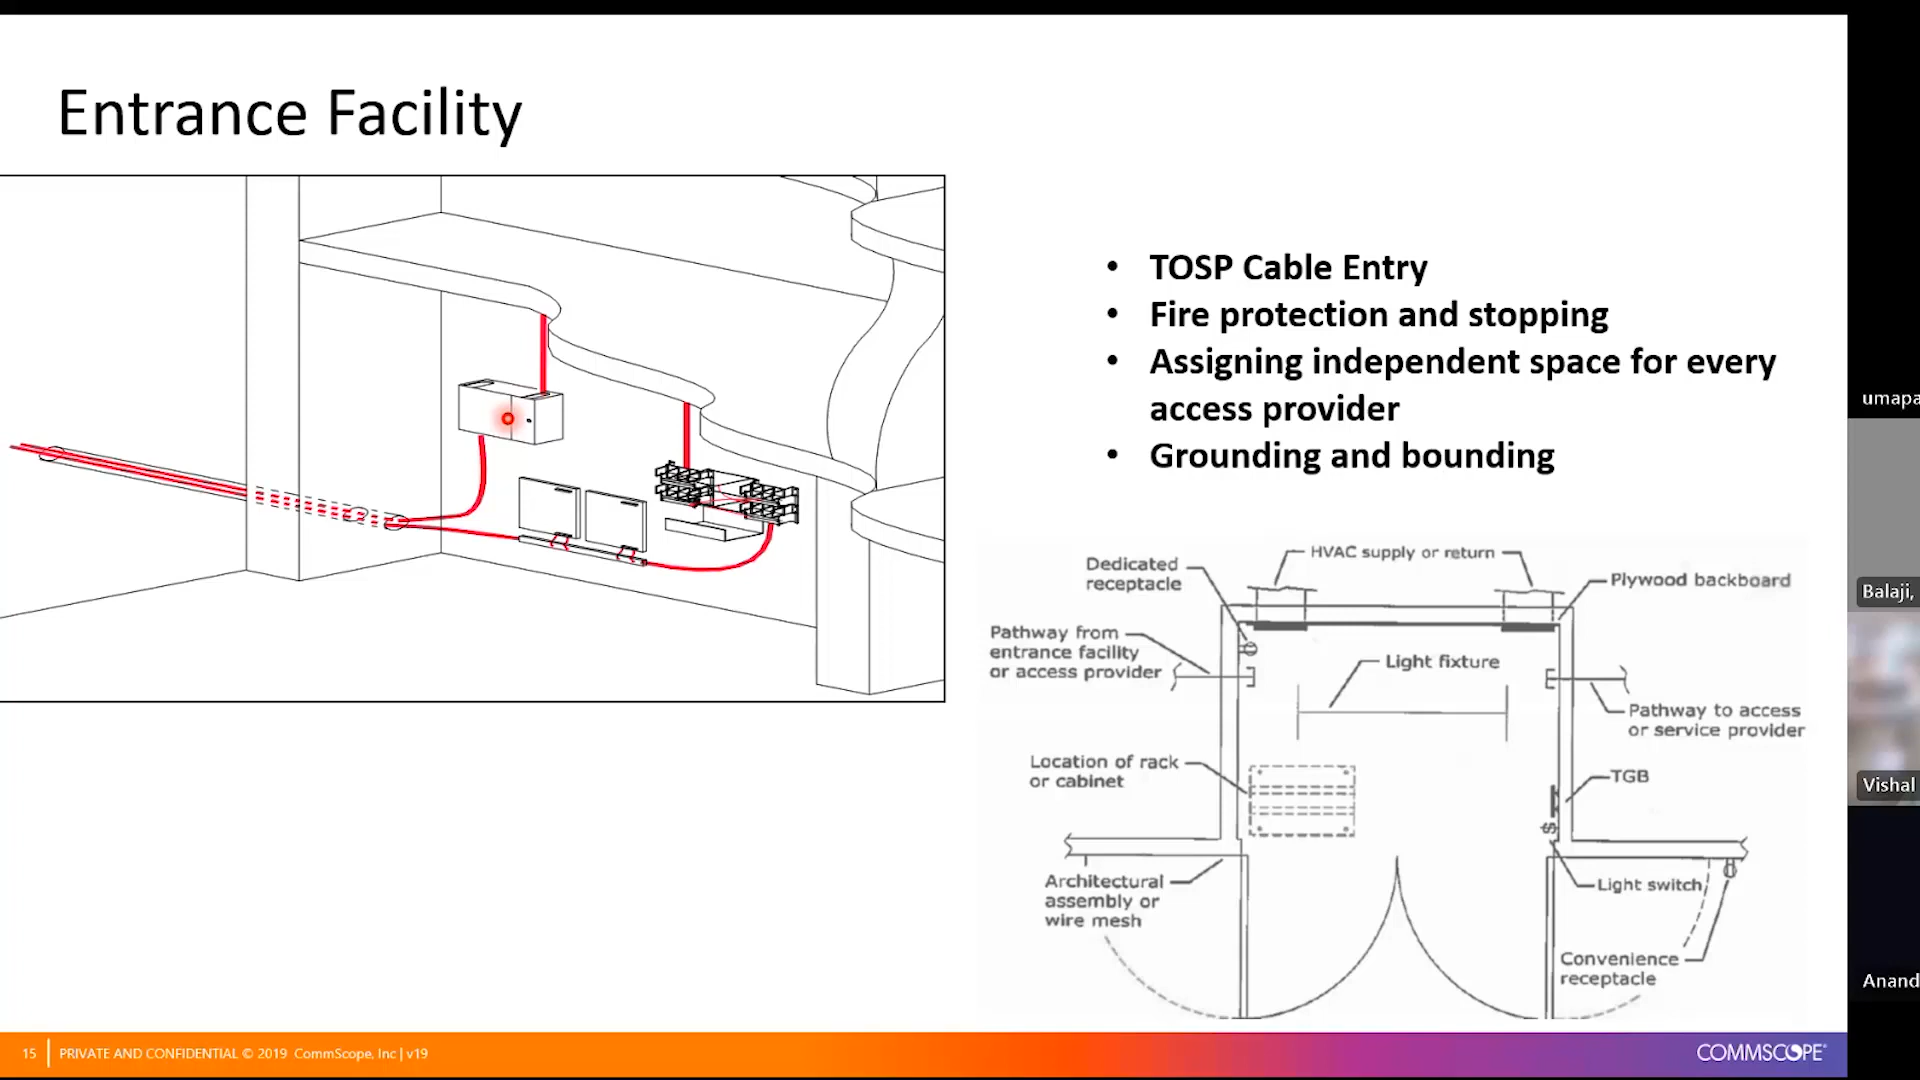 Entrance Facility
• TOSP Cable Entry
• Fire protection and stopping
• Assigning independent space for every
access provider
• Grounding and bounding
HVAC supply or return
Dedicated
receptacle
Plywood backboard
Pathway from
entrance facility
or access provider
Light fixture
Pathway to access
or service provider
Location of rack
or cabinet
TGB
$
Architectural
assembly or
wire mesh
Light switch
Convenience
receptacle
umapa
Balaji,
Vishal
Anand
15 PRIVATE AND CONFIDENTIAL © 2019 CommScope, Inc | v19
COMMSCOPE®